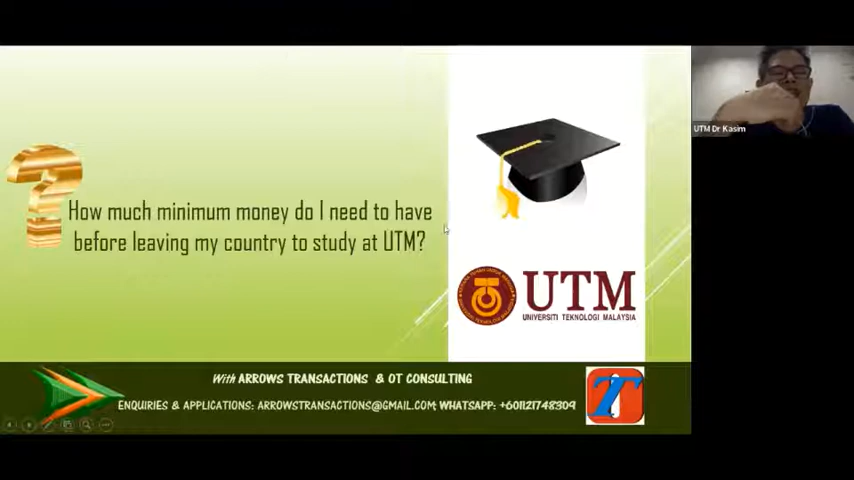 UTM Dr Kasim
?
How much minimum money do I need to have
before leaving my country to study at UTM?
UTM
UNIVERSITI TEKNOLOGI MALAYSIA
With ARROWS TRANSACTIONS & OT CONSULTING
ENQUIRIES & APPLICATIONS: ARROWSTRANSACTIONS@GMAIL.COM; WHATSAPP: +601121748309